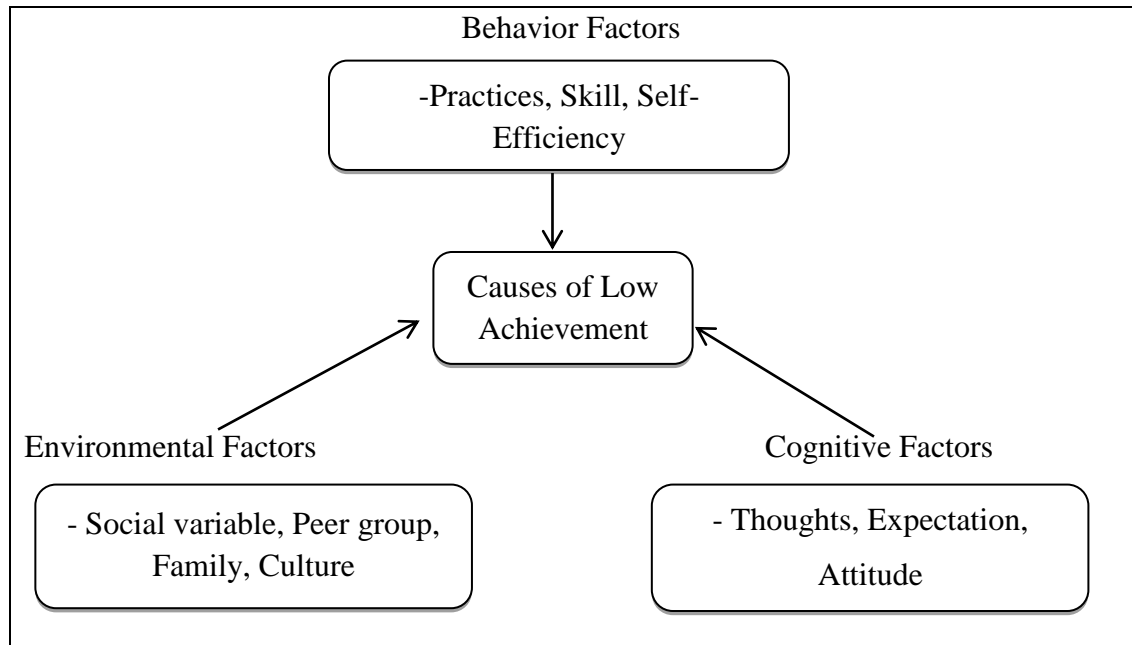 Behavior Factors
-Practices, Skill, Self-
Efficiency
Causes of Low
Achievement
Environmental Factors
- Social variable, Peer group,
Family, Culture
Cognitive Factors
- Thoughts, Expectation,
Attitude